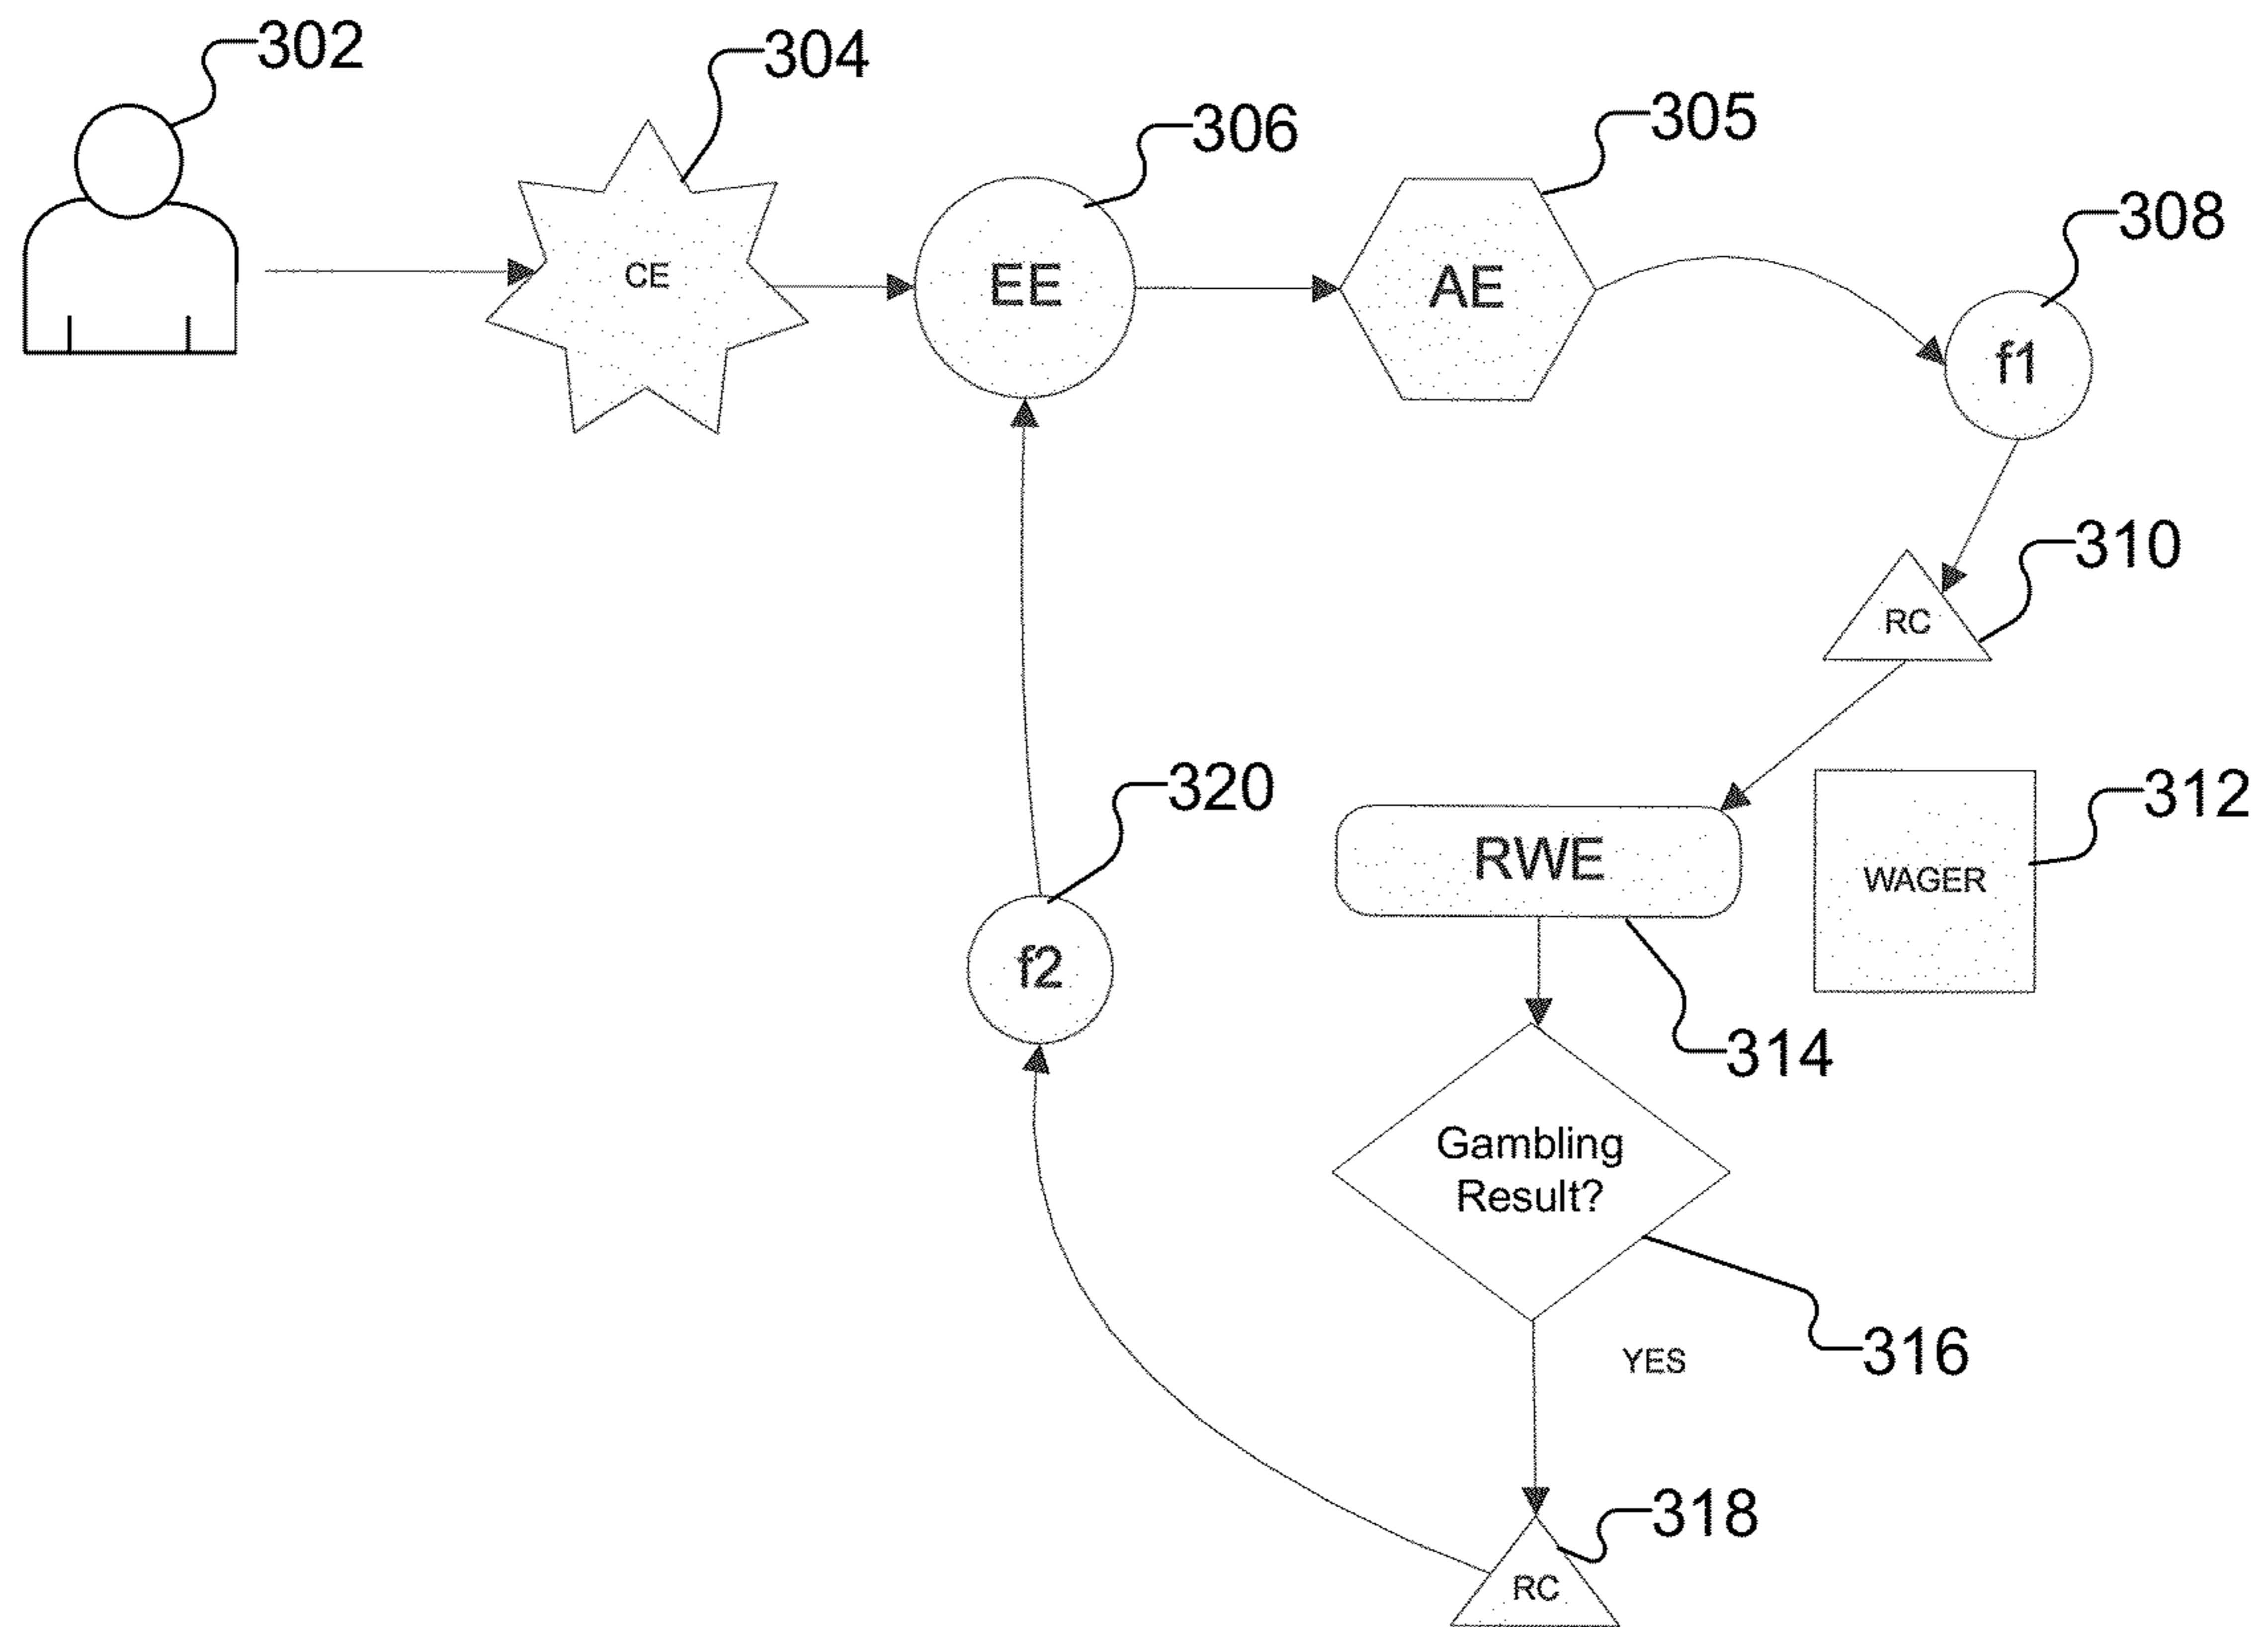 302
304
306
305
308
CE
EE
AE
f1
310
RC
320
312
RWE
WAGER
f2
314
Gambling
Result?
316
YES
318
RC